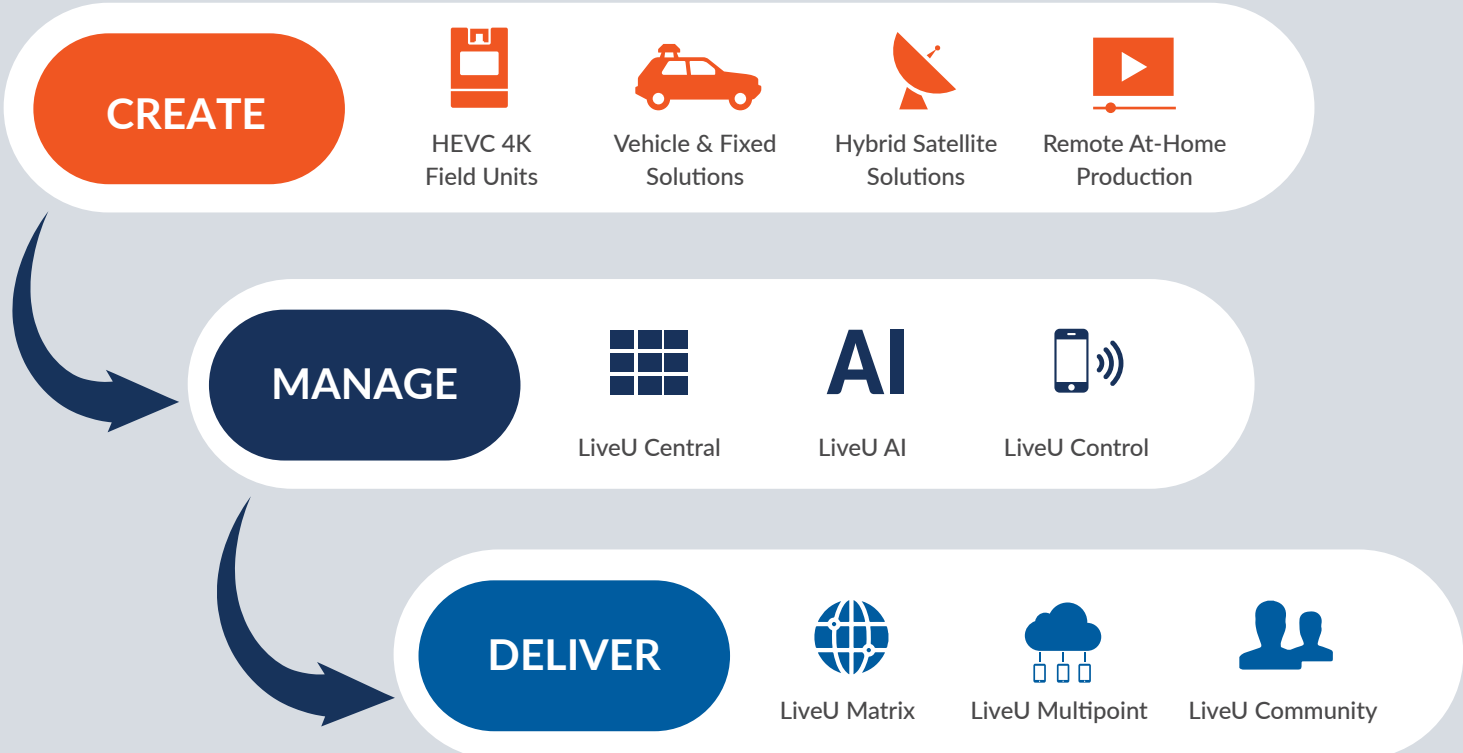 CREATE
HEVC 4K
Field Units
Vehicle & Fixed
Solutions
Hybrid Satellite
Solutions
Remote At-Home
Production
MANAGE
AI
LiveU Central
LiveU AI
LiveU Control
DELIVER
LiveU Matrix
LiveU Multipoint
LiveU Community